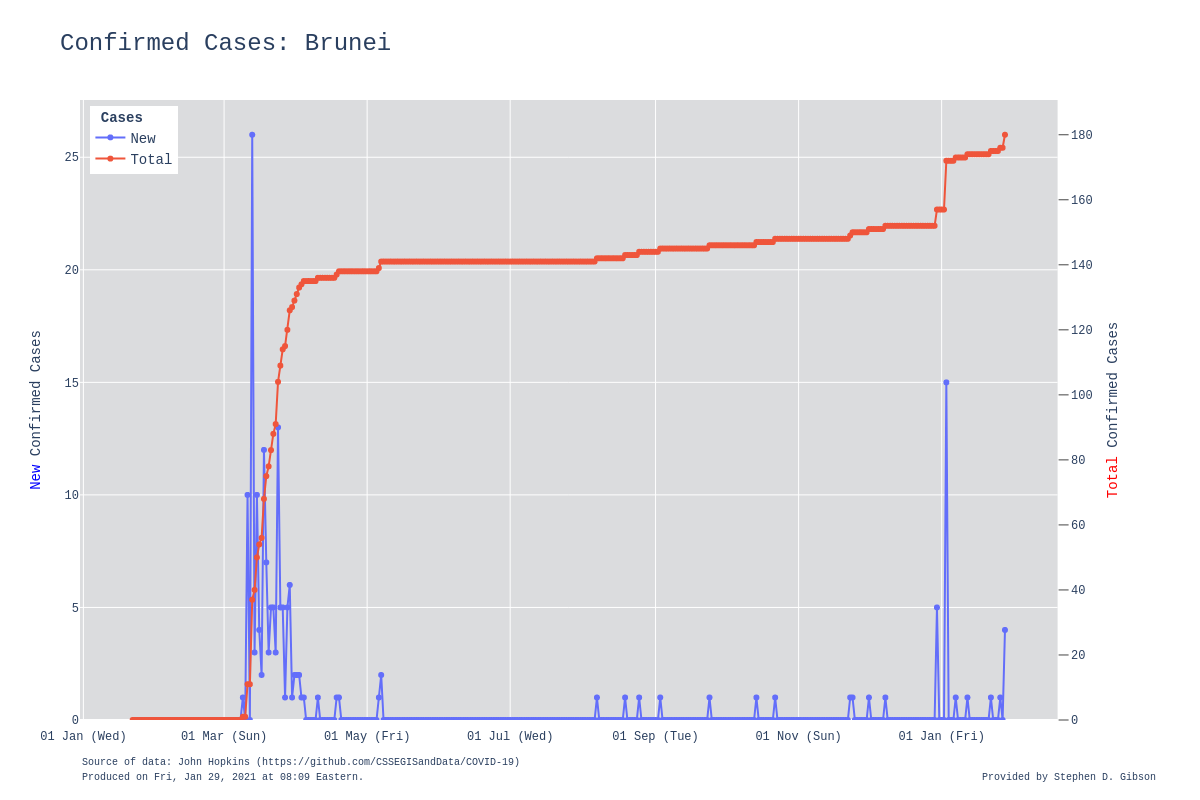 Confirmed Cases: Brunei
Cases
New
Total
25
20
15
10
5
0
180
160
140
120
100
80
60
40
20
0
New Confirmed Cases
Total Confirmed Cases
01 Jan (Wed) 01 Mar (Sun) 01 May (Fri) 01 Jul (Wed) 01 Sep (Tue) 01 Nov (Sun) 01 Jan (Fri)
Source of data: John Hopkins (https://github.com/CSSEGISandData/COVID-19)
Produced on Fri, Jan 29, 2021 at 08:09 Eastern.
Provided by Stephen D. Gibson